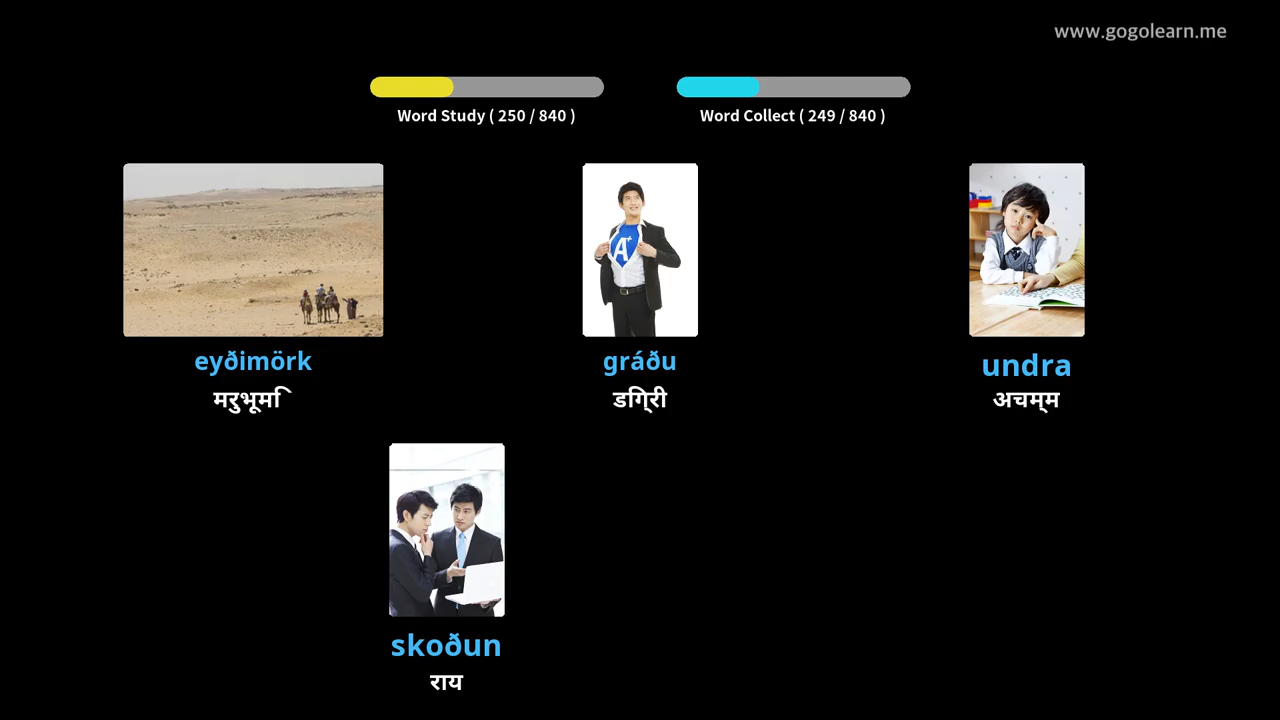 www.gogolearn.me
Word Study ( 250 / 840 )
Word Collect ( 249 / 840 )
A+
eyðimörk
gráðu
undra
मरुभूमि
डिग्री
अचम्म
skoðun
राय